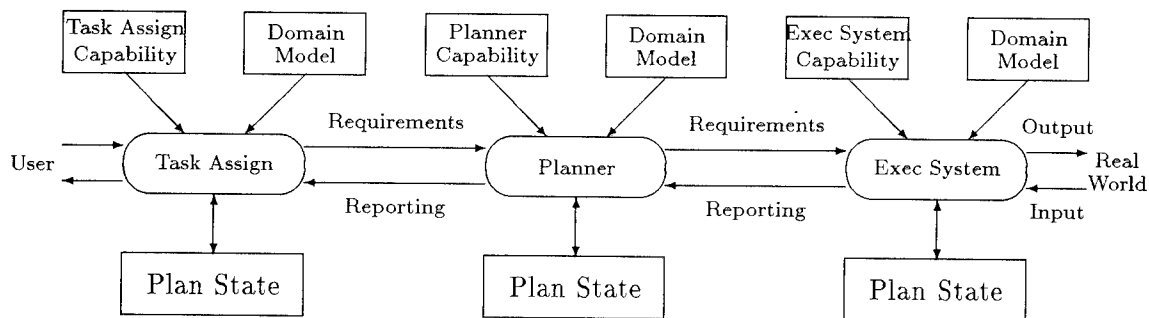 Task Assign
Capability
Domain
Model
Planner
Capability
Domain
Model
Exec System
Capability
Domain
Model
Requirements
Requirements
Output
User
Task Assign
Planner
Exec System
Real
World
Reporting
Reporting
Input
Plan State
Plan State
Plan State